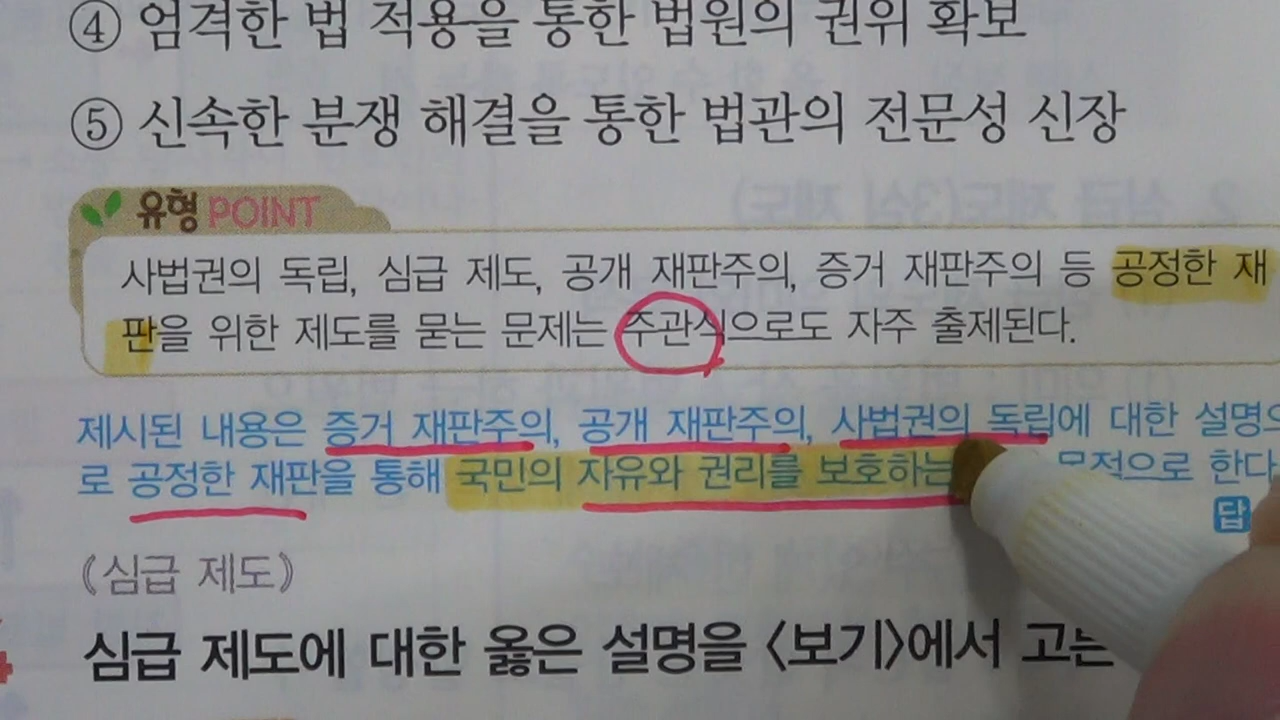 ④ 엄격한 법 적용을 통한 법원의 권위 확보
⑤ 신속한 분쟁 해결을 통한 법관의 전문성 신장
유형 POINT
사법권의 독립, 심급 제도, 공개 재판주의, 증거 재판주의 등 공정한 재
판을 위한 제도를 묻는 문제는 주관식으로도 자주 출제된다.
제시된 내용은 증거 재판주의, 공개 재판주의, 사법권의 독립에 대한 설명으
로 공정한 재판을 통해 국민의 자유와 권리를 보호하는 목적으로 한다
답
《심급 제도》
심급 제도에 대한 옳은 설명을 〈보기〉에서 고는